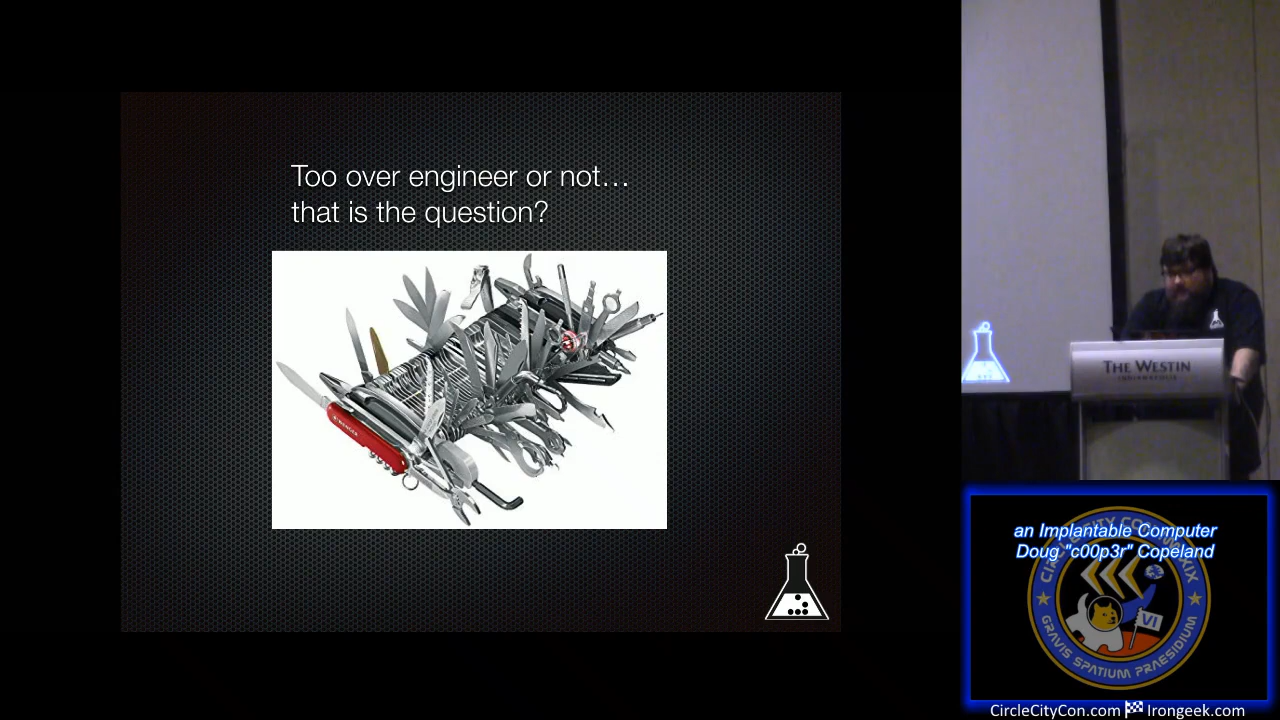 Too over engineer or not…
that is the question?
THE WESTIN
INDIANAPOLIS
an Implantable Computer
Doug "c00p3r" Copeland
VI
GRAVIS SPATIUM PRAESIDIUM
CircleCityCon.com Irongeek.com